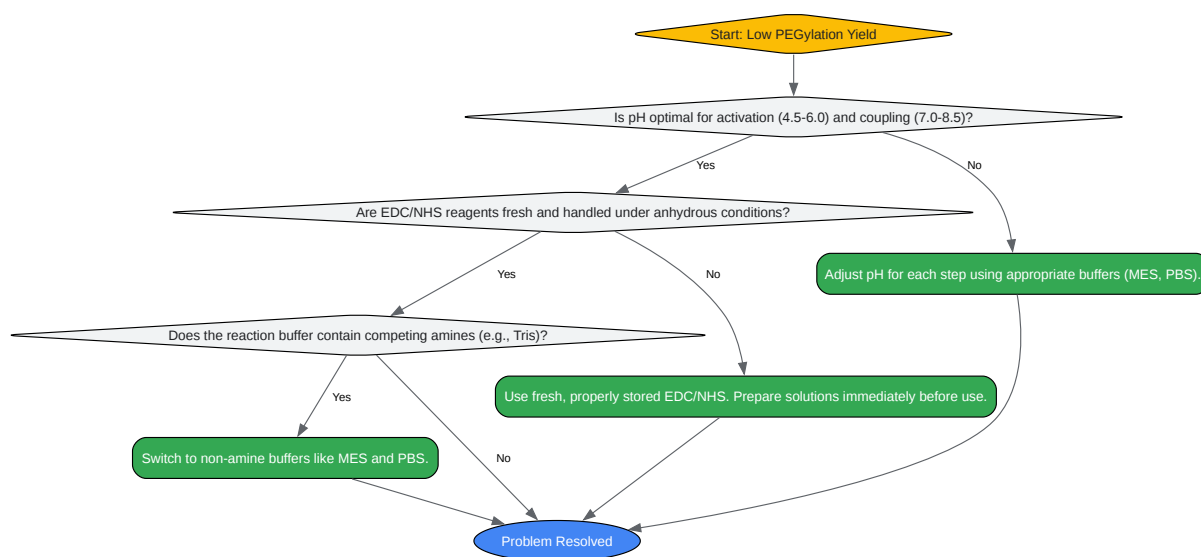 Start: Low PEGylation Yield
Is pH optimal for activation (4.5-6.0) and coupling (7.0-8.5)?
Yes
No
Are EDC/NHS reagents fresh and handled under anhydrous conditions?
Adjust pH for each step using appropriate buffers (MES, PBS).
Yes
No
Does the reaction buffer contain competing amines (e.g., Tris)?
Use fresh, properly stored EDC/NHS. Prepare solutions immediately before use.
Yes
No
Switch to non-amine buffers like MES and PBS.
Problem Resolved